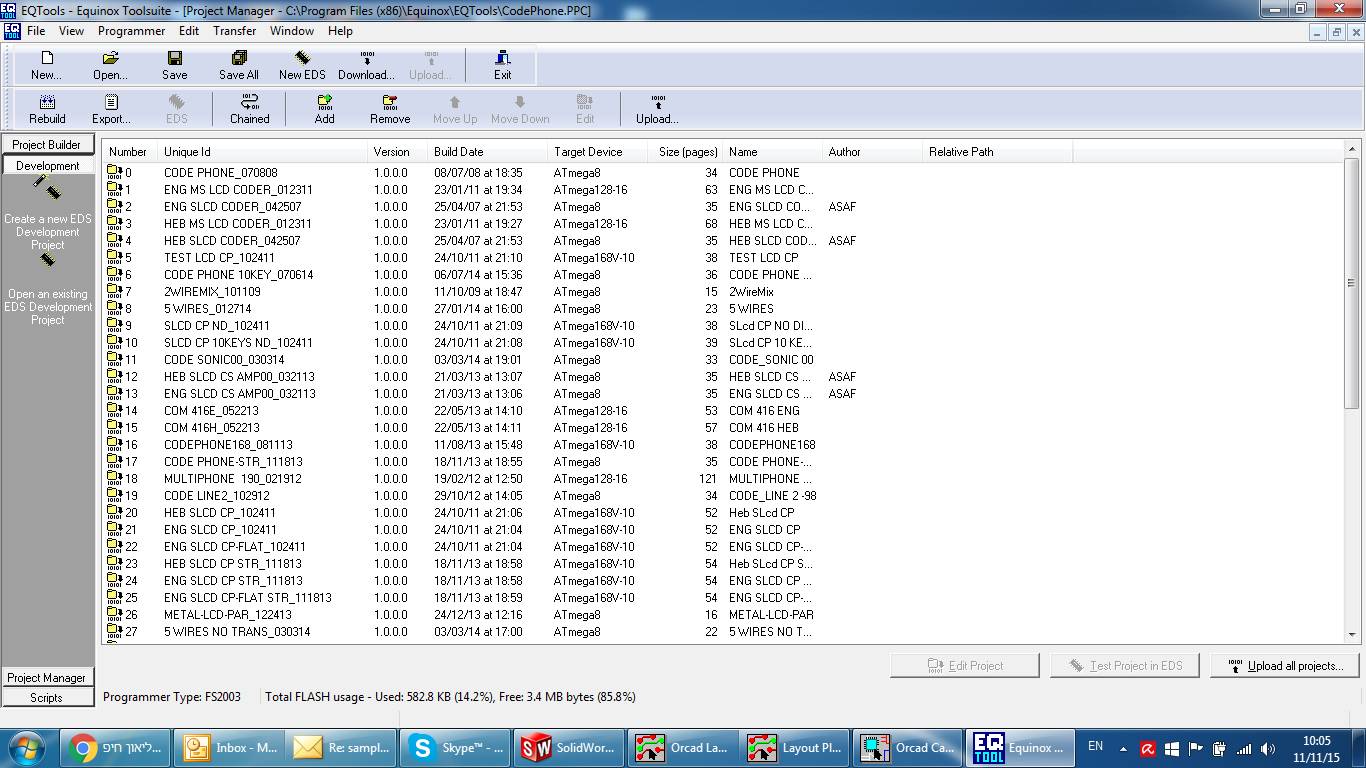 EQTools - Equinox Toolsuite - [Project Manager - C:\Program Files (x86)\Equinox\EQTools\CodePhone.PPC]
File View Programmer Edit Transfer Window Help
New... Open... Save Save All New EDS Download... Upload... Exit
Rebuild Export... EDS Chained Add Remove Move Up Move Down Edit Upload...
Project Builder
Development
Create a new EDS
Development
Project
Open an existing
EDS Development
Project
Project Manager
Scripts
Number Unique Id Version Build Date Target Device Size (pages) Name Author Relative Path
0 CODE PHONE_070808 1.0.0.0 08/07/08 at 18:35 ATmega8 34 CODE PHONE
1 ENG MS LCD CODER_012311 1.0.0.0 23/01/11 at 19:34 ATmega128-16 63 ENG MS LCD C...
2 ENG SLCD CODER_042507 1.0.0.0 25/04/07 at 21:53 ATmega8 35 ENG SLCD CO... ASAF
3 HEB MS LCD CODER_012311 1.0.0.0 23/01/11 at 19:27 ATmega128-16 68 HEB MS LCD C...
4 HEB SLCD CODER_042507 1.0.0.0 25/04/07 at 21:53 ATmega8 35 HEB SLCD COD... ASAF
5 TEST LCD CP_102411 1.0.0.0 24/10/11 at 21:10 ATmega168V-10 38 TEST LCD CP
6 CODE PHONE 10KEY_070614 1.0.0.0 06/07/14 at 15:36 ATmega8 36 CODE PHONE ...
7 2WIREMIX_101109 1.0.0.0 11/10/09 at 18:47 ATmega8 15 2WireMix
8 5 WIRES_012714 1.0.0.0 27/01/14 at 16:00 ATmega8 23 5 WIRES
9 SLCD CP ND_102411 1.0.0.0 24/10/11 at 21:09 ATmega168V-10 38 SLcd CP NO DI...
10 SLCD CP 10KEYS ND_102411 1.0.0.0 24/10/11 at 21:08 ATmega168V-10 39 SLcd CP 10 KE...
11 CODE SONIC00_030314 1.0.0.0 03/03/14 at 19:01 ATmega8 33 CODE_SONIC 00
12 HEB SLCD CS AMP00_032113 1.0.0.0 21/03/13 at 13:07 ATmega8 35 HEB SLCD CS ... ASAF
13 ENG SLCD CS AMP00_032113 1.0.0.0 21/03/13 at 13:06 ATmega8 35 ENG SLCD CS ... ASAF
14 COM 416E_052213 1.0.0.0 22/05/13 at 14:10 ATmega128-16 53 COM 416 ENG
15 COM 416H_052213 1.0.0.0 22/05/13 at 14:11 ATmega128-16 57 COM 416 HEB
16 CODEPHONE168_081113 1.0.0.0 11/08/13 at 15:48 ATmega168V-10 38 CODEPHONE168
17 CODE PHONE-STR_111813 1.0.0.0 18/11/13 at 18:55 ATmega8 35 CODE PHONE-...
18 MULTIPHONE 190_021912 1.0.0.0 19/02/12 at 12:50 ATmega128-16 121 MULTIPHONE ...
19 CODE LINE2_102912 1.0.0.0 29/10/12 at 14:05 ATmega8 34 CODE_LINE 2 -98
20 HEB SLCD CP_102411 1.0.0.0 24/10/11 at 21:06 ATmega168V-10 52 Heb SLcd CP
21 ENG SLCD CP_102411 1.0.0.0 24/10/11 at 21:04 ATmega168V-10 52 ENG SLCD CP
22 ENG SLCD CP-FLAT_102411 1.0.0.0 24/10/11 at 21:04 ATmega168V-10 52 ENG SLCD CP-...
23 HEB SLCD CP STR_111813 1.0.0.0 18/11/13 at 18:58 ATmega168V-10 54 Heb SLcd CP S...
24 ENG SLCD CP STR_111813 1.0.0.0 18/11/13 at 18:58 ATmega168V-10 54 ENG SLCD CP ...
25 ENG SLCD CP-FLAT STR_111813 1.0.0.0 18/11/13 at 18:59 ATmega168V-10 54 ENG SLCD CP-...
26 METAL-LCD-PAR_122413 1.0.0.0 24/12/13 at 12:16 ATmega8 16 METAL-LCD-PAR
27 5 WIRES NO TRANS_030314 1.0.0.0 03/03/14 at 17:00 ATmega8 22 5 WIRES NO T...
Edit Project Test Project in EDS Upload all projects...
Programmer Type: FS2003 Total FLASH usage - Used: 582.8 KB (14.2%), Free: 3.4 MB bytes (85.8%)
ליאוך חיפ... Inbox - M... Re: sampl... Skype™ - ... SolidWor... Orcad La... Layout Pl... Orcad Ca... Equinox ... EN 10:05
11/11/15